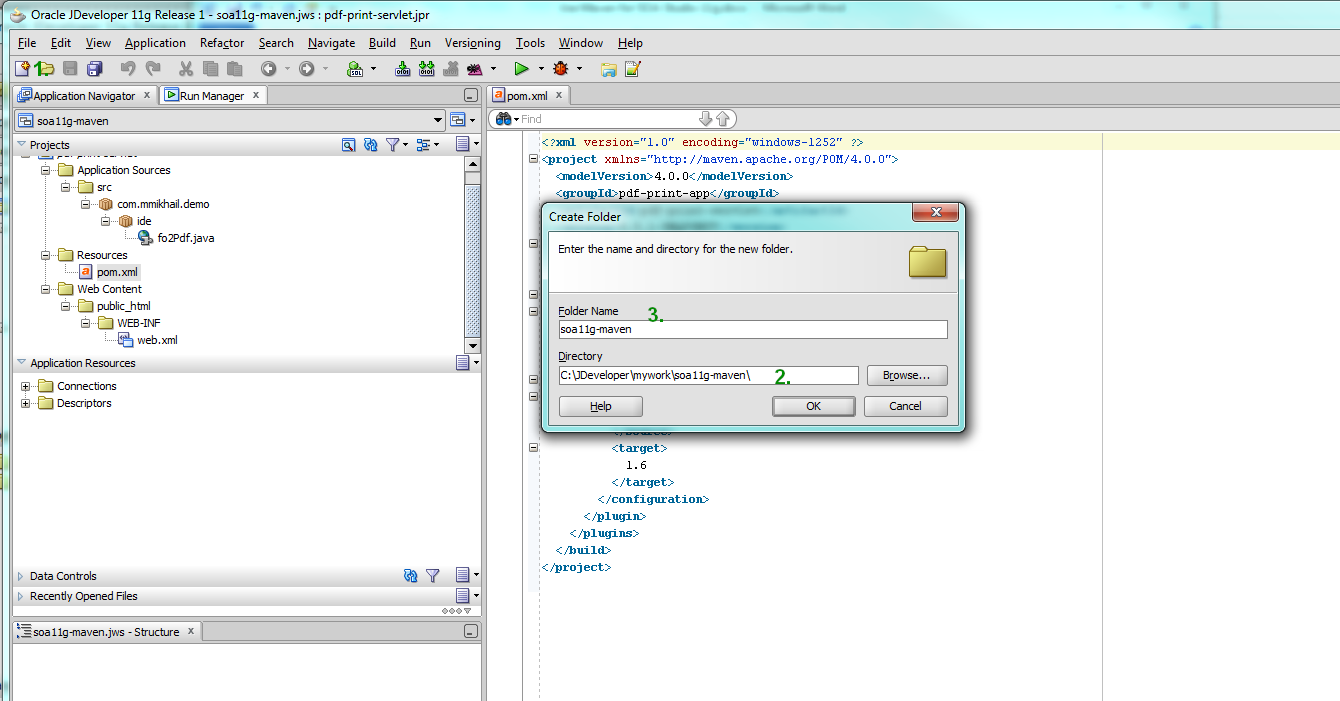 Oracle JDeveloper 11g Release 1 - soa11g-maven.jws : pdf-print-servlet.jpr
File Edit View Application Refactor Search Navigate Build Run Versioning Tools Window Help
Application Navigator x Run Manager x
pom.xml x
soa11g-maven
Find
Projects
Application Sources
src
com.mmikhail.demo
ide
fo2Pdf.java
Resources
pom.xml
Web Content
public_html
WEB-INF
web.xml
Application Resources
Connections
Descriptors
Data Controls
Recently Opened Files
soa11g-maven.jws - Structure x
<?xml version="1.0" encoding="windows-1252" ?>
<project xmlns="http://maven.apache.org/POM/4.0.0">
<modelVersion>4.0.0</modelVersion>
<groupId>pdf-print-app</groupId>
Create Folder
Enter the name and directory for the new folder.
Folder Name 3.
soa11g-maven
Directory
C:\JDeveloper\mywork\soa11g-maven\ 2. Browse...
Help OK Cancel
<target>
1.6
</target>
</configuration>
</plugin>
</plugins>
</build>
</project>